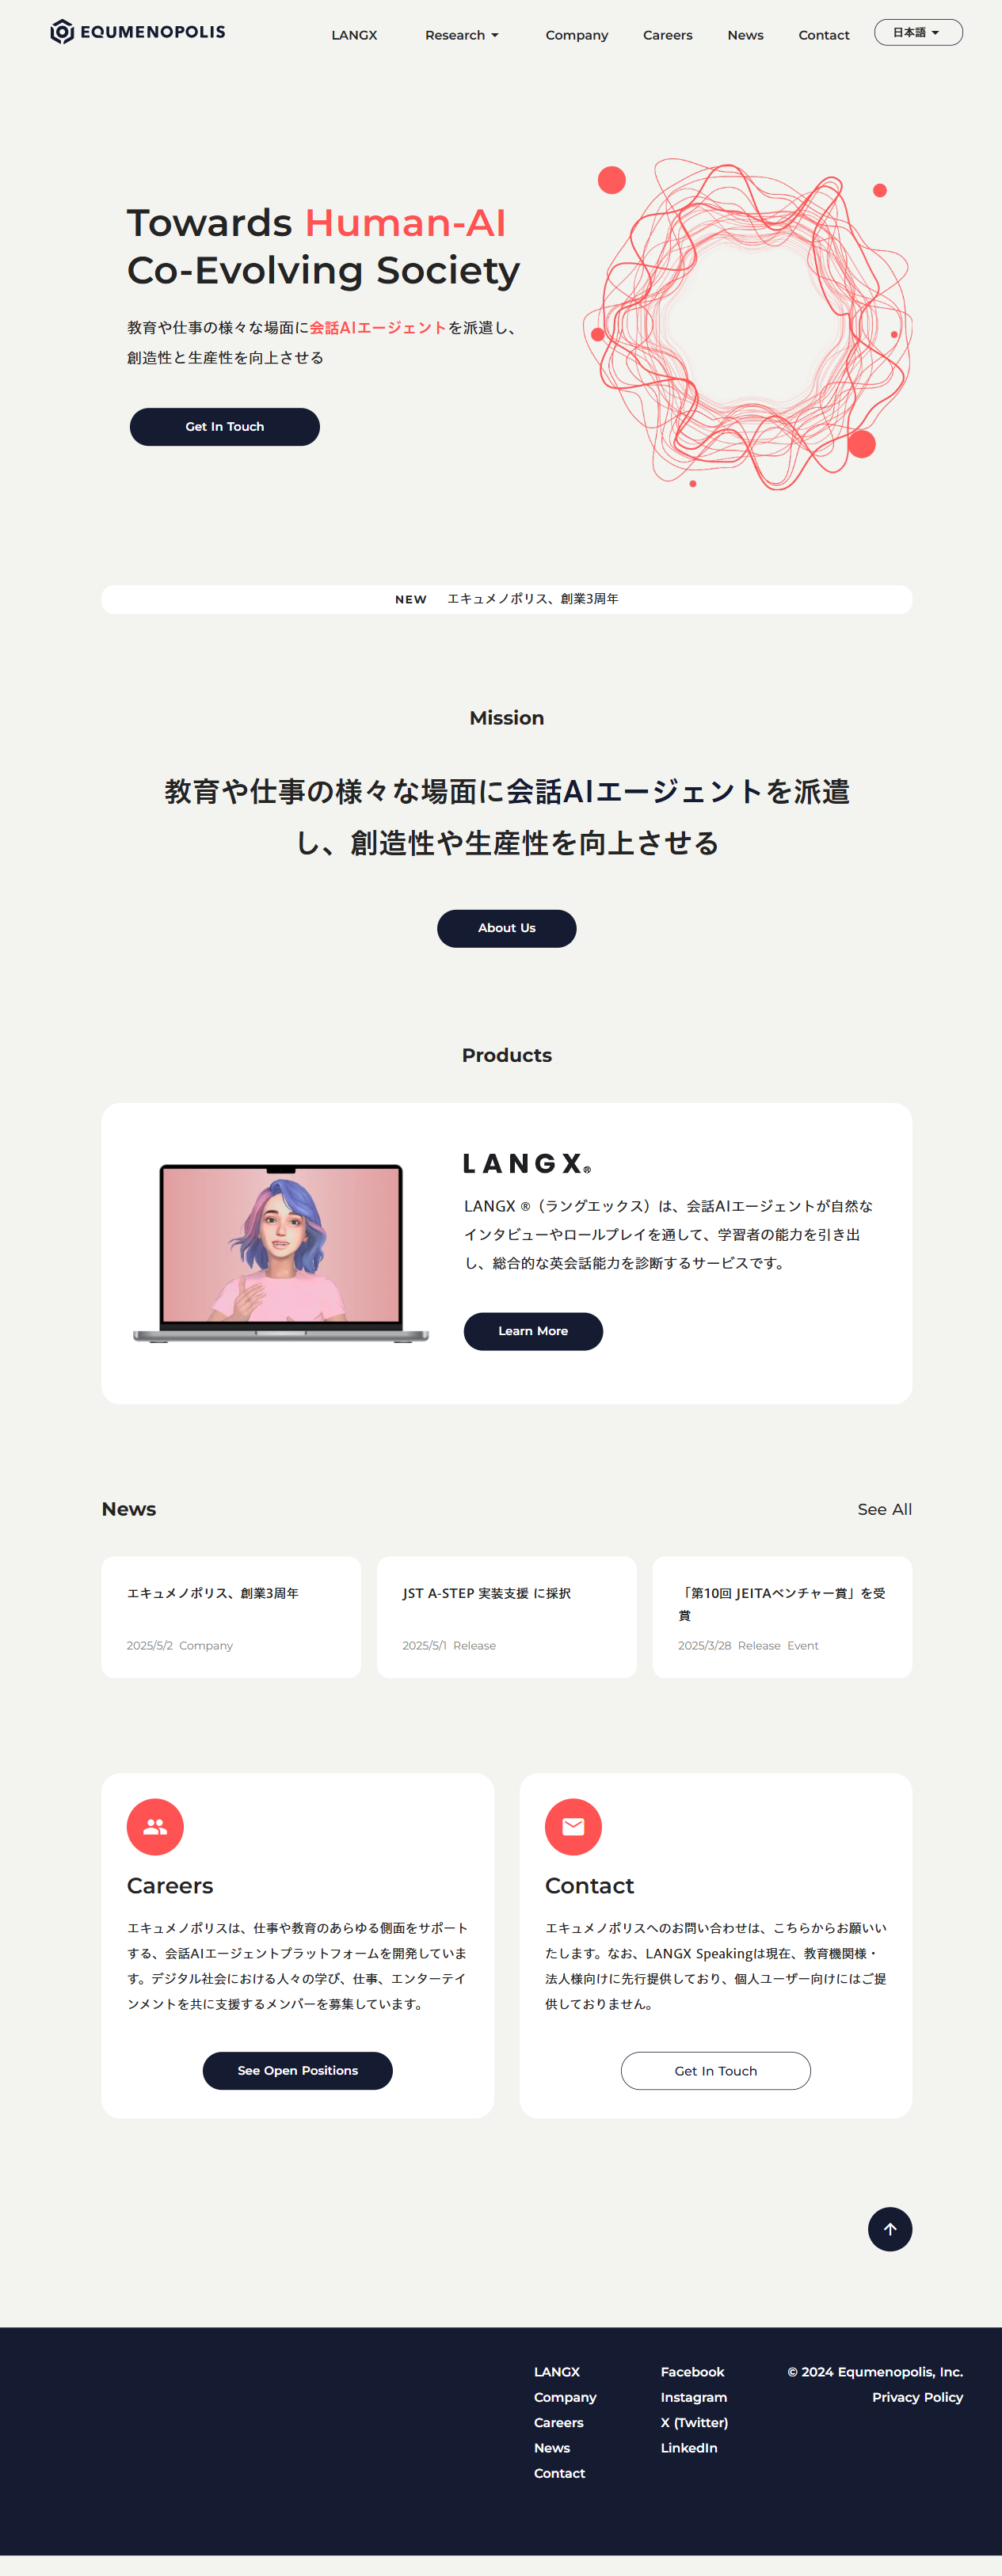 EQUMENOPOLIS
LANGX
Research
Company
Careers
News
Contact
日本語
Towards Human-AI
Co-Evolving Society
教育や仕事の様々な場面に会話AIエージェントを派遣し、
創造性と生産性を向上させる
Get In Touch
NEW エキュメノポリス、創業3周年
Mission
教育や仕事の様々な場面に会話AIエージェントを派遣
し、創造性や生産性を向上させる
About Us
Products
LANGX®
LANGX ®（ラングエックス）は、会話AIエージェントが自然な
インタビューやロールプレイを通して、学習者の能力を引き出
し、総合的な英会話能力を診断するサービスです。
Learn More
News
See All
エキュメノポリス、創業3周年
2025/5/2 Company
JST A-STEP 実装支援 に採択
2025/5/1 Release
「第10回 JEITAベンチャー賞」を受
賞
2025/3/28 Release Event
Careers
エキュメノポリスは、仕事や教育のあらゆる側面をサポート
する、会話AIエージェントプラットフォームを開発していま
す。デジタル社会における人々の学び、仕事、エンターテイ
ンメントを共に支援するメンバーを募集しています。
See Open Positions
Contact
エキュメノポリスへのお問い合わせは、こちらからお願いい
たします。なお、LANGX Speakingは現在、教育機関様・
法人様向けに先行提供しており、個人ユーザー向けにはご提
供しておりません。
Get In Touch
LANGX
Company
Careers
News
Contact
Facebook
Instagram
X (Twitter)
LinkedIn
© 2024 Equmenopolis, Inc.
Privacy Policy